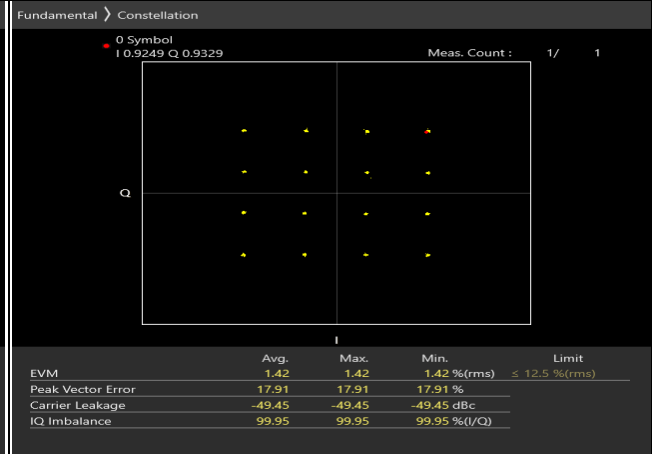 Fundamental 〉 Constellation
0 Symbol
I 0.9249 Q 0.9329
Meas. Count : 1/ 1
Q
I
Avg. Max. Min. Limit
EVM 1.42 1.42 1.42 %(rms) ≤ 12.5 %(rms)
Peak Vector Error 17.91 17.91 17.91 %
Carrier Leakage -49.45 -49.45 -49.45 dBc
IQ Imbalance 99.95 99.95 99.95 %(I/Q)